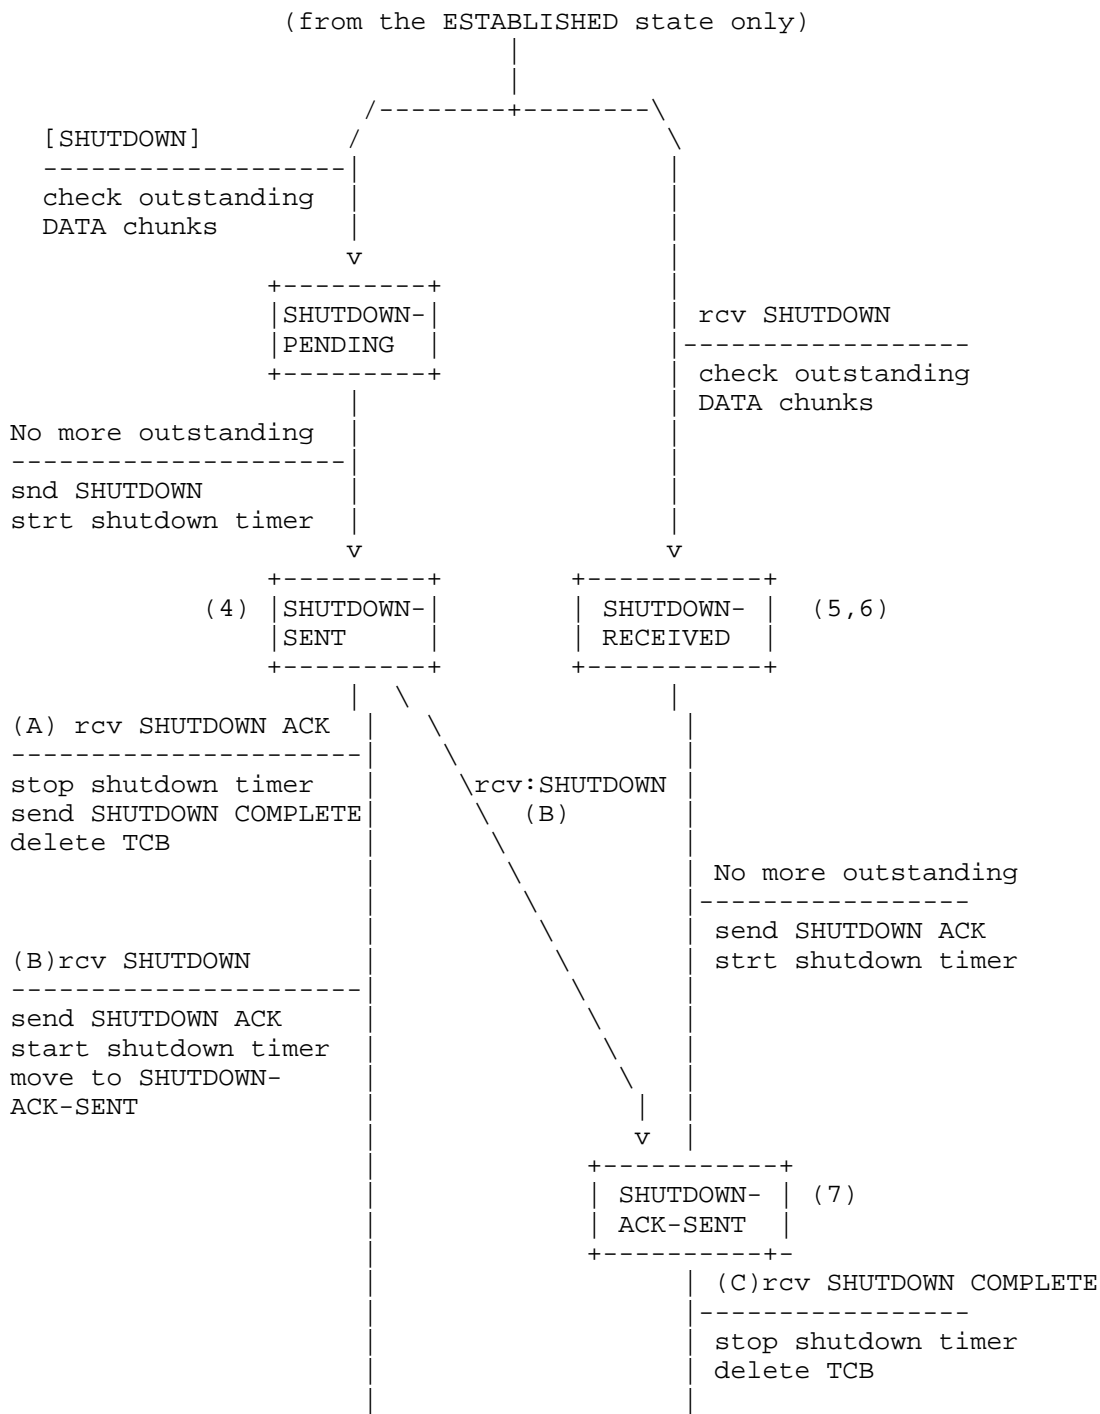 (from the ESTABLISHED state only)
|
|
/--------+--------\
[SHUTDOWN]         /                   \
-------------------|                   |
check outstanding  |                   |
DATA chunks        |                   |
v                   |
+---------+              |
|SHUTDOWN-|              | rcv SHUTDOWN
|PENDING  |              |------------------
+---------+              | check outstanding
|                   | DATA chunks
No more outstanding  |                   |
---------------------|                   |
snd SHUTDOWN         |                   |
strt shutdown timer  |                   |
v                   v
+---------+        +-----------+
(4) |SHUTDOWN-|        | SHUTDOWN- |  (5,6)
|SENT     |        | RECEIVED  |
+---------+        +-----------+
|  \                |
(A) rcv SHUTDOWN ACK  |   \               |
----------------------|    \              |
stop shutdown timer   |     \rcv:SHUTDOWN |
send SHUTDOWN COMPLETE|      \  (B)       |
delete TCB            |       \           |
|        \          | No more outstanding
|         \         |-----------------
|          \        | send SHUTDOWN ACK
(B)rcv SHUTDOWN       |           \       | strt shutdown timer
----------------------|            \      |
send SHUTDOWN ACK     |             \     |
start shutdown timer  |              \    |
move to SHUTDOWN-     |               \   |
ACK-SENT              |                |  |
|                v  |
|             +-----------+
|             | SHUTDOWN- | (7)
|             | ACK-SENT  |
|             +----------+-
|                   | (C)rcv SHUTDOWN COMPLETE
|                   |-----------------
|                   | stop shutdown timer
|                   | delete TCB
|                   |